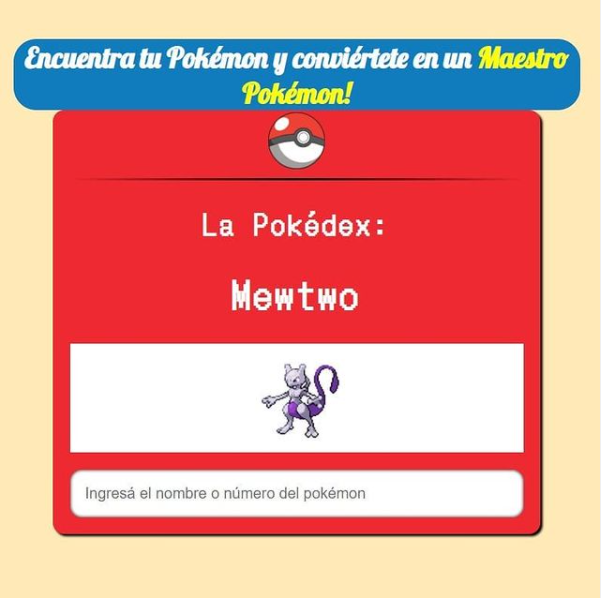 Encuentra tu Pokémon y conviértete en un Maestro
Pokémon!
La Pokédex:
Mewtwo
Ingresá el nombre o número del pokémon